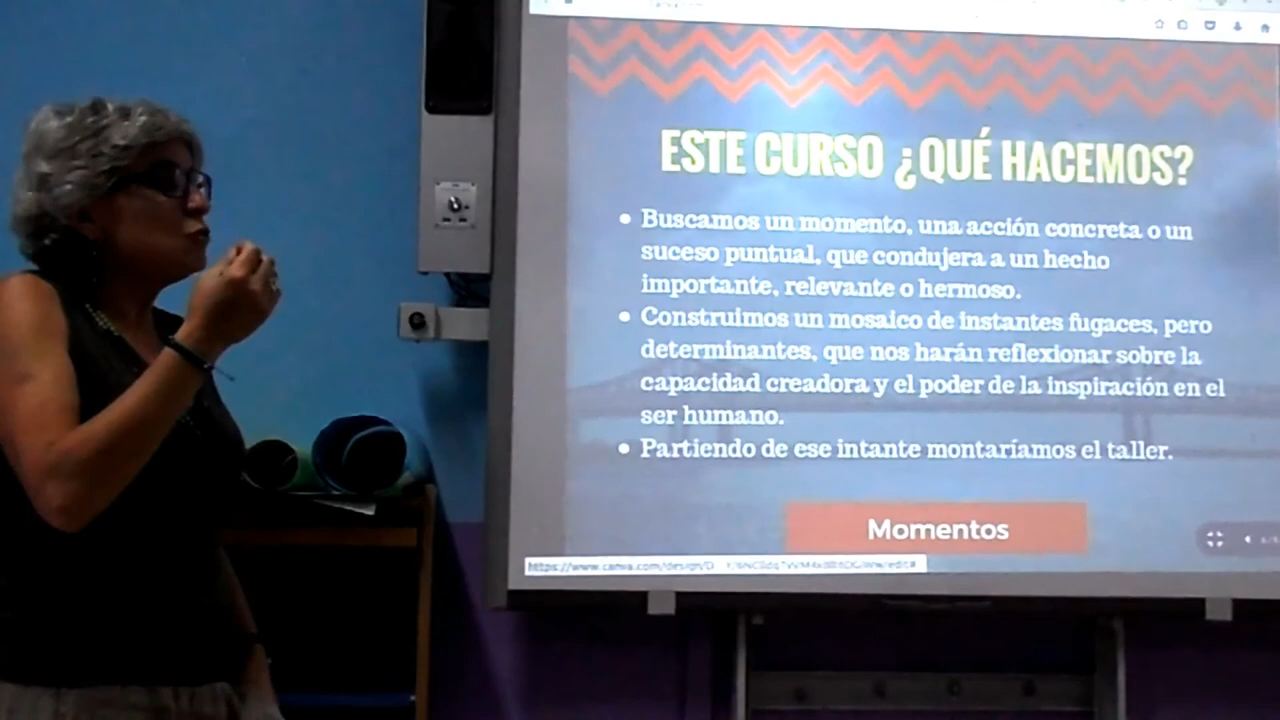 ESTE CURSO ¿QUÉ HACEMOS?
• Buscamos un momento, una acción concreta o un
suceso puntual, que condujera a un hecho
importante, relevante o hermoso.
• Construimos un mosaico de instantes fugaces, pero
determinantes, que nos harán reflexionar sobre la
capacidad creadora y el poder de la inspiración en el
ser humano.
• Partiendo de ese intante montaríamos el taller.
Momentos